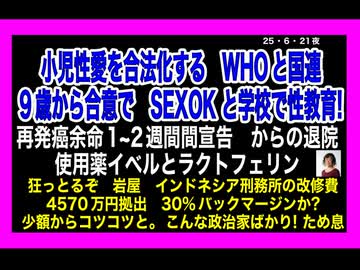 25・6・21夜
小児性愛を合法化する　WHOと国連
９歳から合意で　SEXOKと学校で性教育!
再発癌余命1~2週間間宣告　からの退院
使用薬イベルとラクトフェリン
狂っとるぞ　岩屋　インドネシア刑務所の改修費
4570万円拠出　30%バックマージンか?
少額からコツコツと。こんな政治家ばかり! ため息